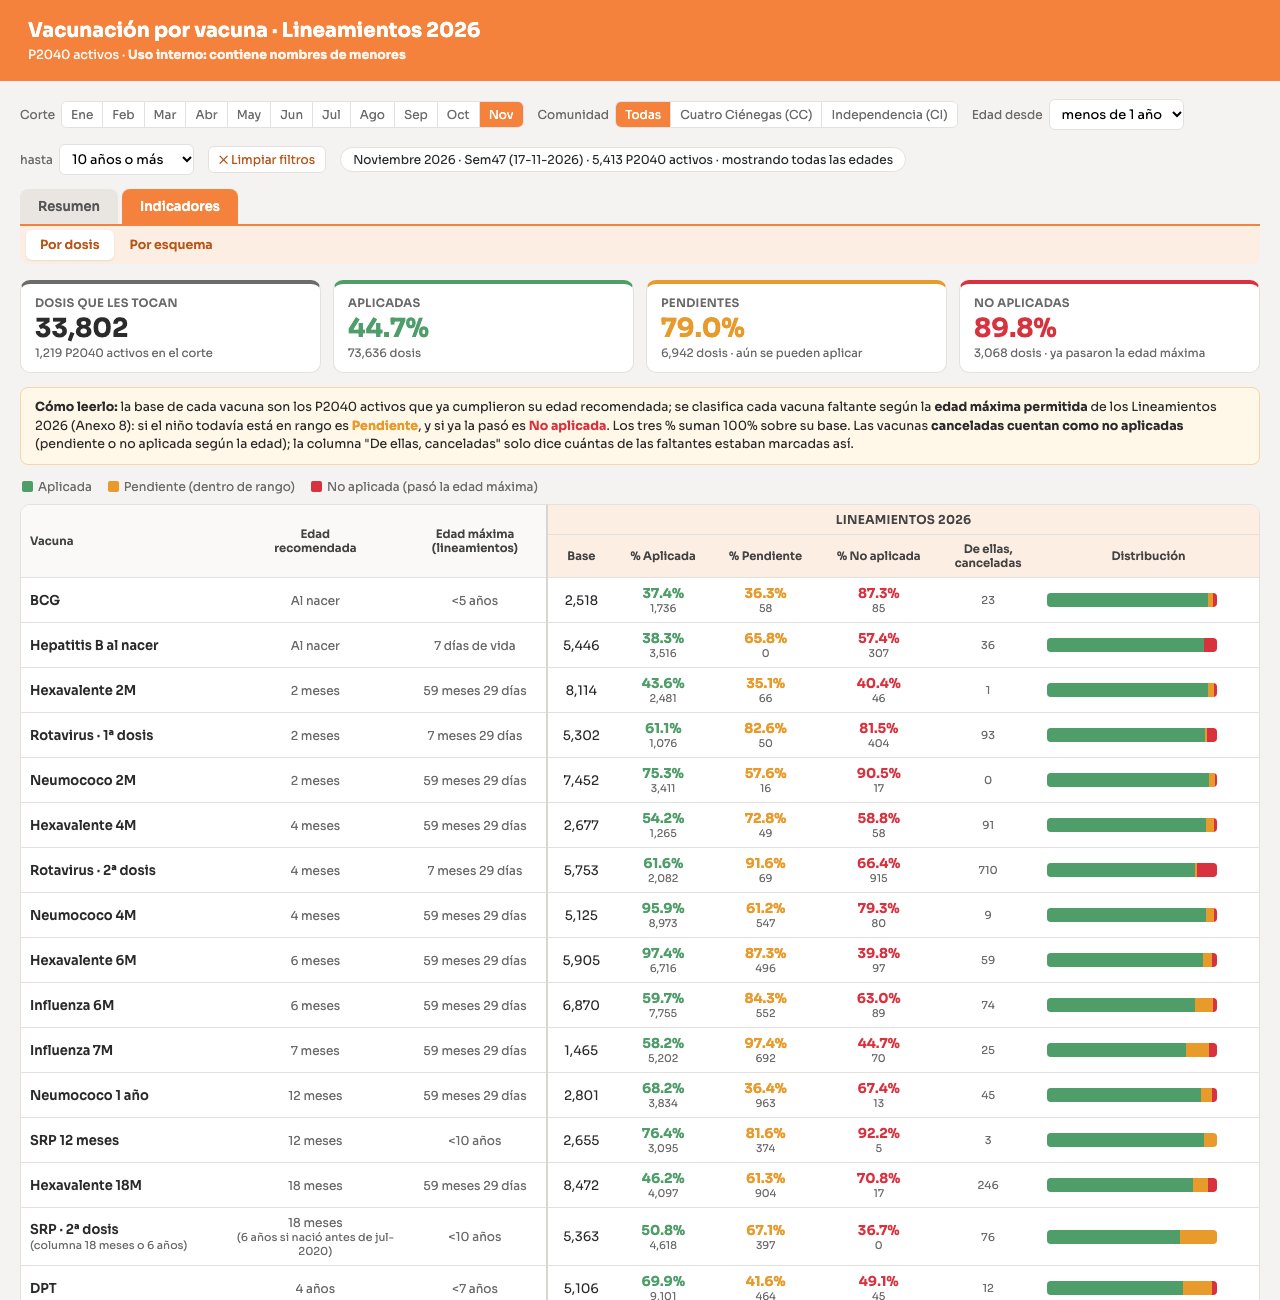 Vacunación por vacuna · Lineamientos 2026
P2040 activos · Uso interno: contiene nombres de menores
Corte Ene Feb Mar Abr May Jun Jul Ago Sep Oct Nov Comunidad Todas Cuatro Ciénegas (CC) Independencia (CI) Edad desde menos de 1 año
hasta 10 años o más × Limpiar filtros Noviembre 2026 · Sem47 (17-11-2026) · 5,413 P2040 activos · mostrando todas las edades
Resumen Indicadores
Por dosis Por esquema
DOSIS QUE LES TOCAN
33,802
1,219 P2040 activos en el corte
APLICADAS
44.7%
73,636 dosis
PENDIENTES
79.0%
6,942 dosis · aún se pueden aplicar
NO APLICADAS
89.8%
3,068 dosis · ya pasaron la edad máxima
Cómo leerlo: la base de cada vacuna son los P2040 activos que ya cumplieron su edad recomendada; se clasifica cada vacuna faltante según la edad máxima permitida de los Lineamientos
2026 (Anexo 8): si el niño todavía está en rango es Pendiente, y si ya la pasó es No aplicada. Los tres % suman 100% sobre su base. Las vacunas canceladas cuentan como no aplicadas
(pendiente o no aplicada según la edad); la columna "De ellas, canceladas" solo dice cuántas de las faltantes estaban marcadas así.
Aplicada Pendiente (dentro de rango) No aplicada (pasó la edad máxima)
LINEAMIENTOS 2026
Vacuna Edad recomendada Edad máxima (lineamientos) Base % Aplicada % Pendiente % No aplicada De ellas, canceladas Distribución
BCG Al nacer <5 años 2,518 37.4% 1,736 36.3% 58 87.3% 85 23
Hepatitis B al nacer Al nacer 7 días de vida 5,446 38.3% 3,516 65.8% 0 57.4% 307 36
Hexavalente 2M 2 meses 59 meses 29 días 8,114 43.6% 2,481 35.1% 66 40.4% 46 1
Rotavirus · 1ª dosis 2 meses 7 meses 29 días 5,302 61.1% 1,076 82.6% 50 81.5% 404 93
Neumococo 2M 2 meses 59 meses 29 días 7,452 75.3% 3,411 57.6% 16 90.5% 17 0
Hexavalente 4M 4 meses 59 meses 29 días 2,677 54.2% 1,265 72.8% 49 58.8% 58 91
Rotavirus · 2ª dosis 4 meses 7 meses 29 días 5,753 61.6% 2,082 91.6% 69 66.4% 915 710
Neumococo 4M 4 meses 59 meses 29 días 5,125 95.9% 8,973 61.2% 547 79.3% 80 9
Hexavalente 6M 6 meses 59 meses 29 días 5,905 97.4% 6,716 87.3% 496 39.8% 97 59
Influenza 6M 6 meses 59 meses 29 días 6,870 59.7% 7,755 84.3% 552 63.0% 89 74
Influenza 7M 7 meses 59 meses 29 días 1,465 58.2% 5,202 97.4% 692 44.7% 70 25
Neumococo 1 año 12 meses 59 meses 29 días 2,801 68.2% 3,834 36.4% 963 67.4% 13 45
SRP 12 meses 12 meses <10 años 2,655 76.4% 3,095 81.6% 374 92.2% 5 3
Hexavalente 18M 18 meses 59 meses 29 días 8,472 46.2% 4,097 61.3% 904 70.8% 17 246
SRP · 2ª dosis (columna 18 meses o 6 años) 18 meses (6 años si nació antes de jul-2020) <10 años 5,363 50.8% 4,618 67.1% 397 36.7% 0 76
DPT 4 años <7 años 5,106 69.9% 9,101 41.6% 464 49.1% 45 12